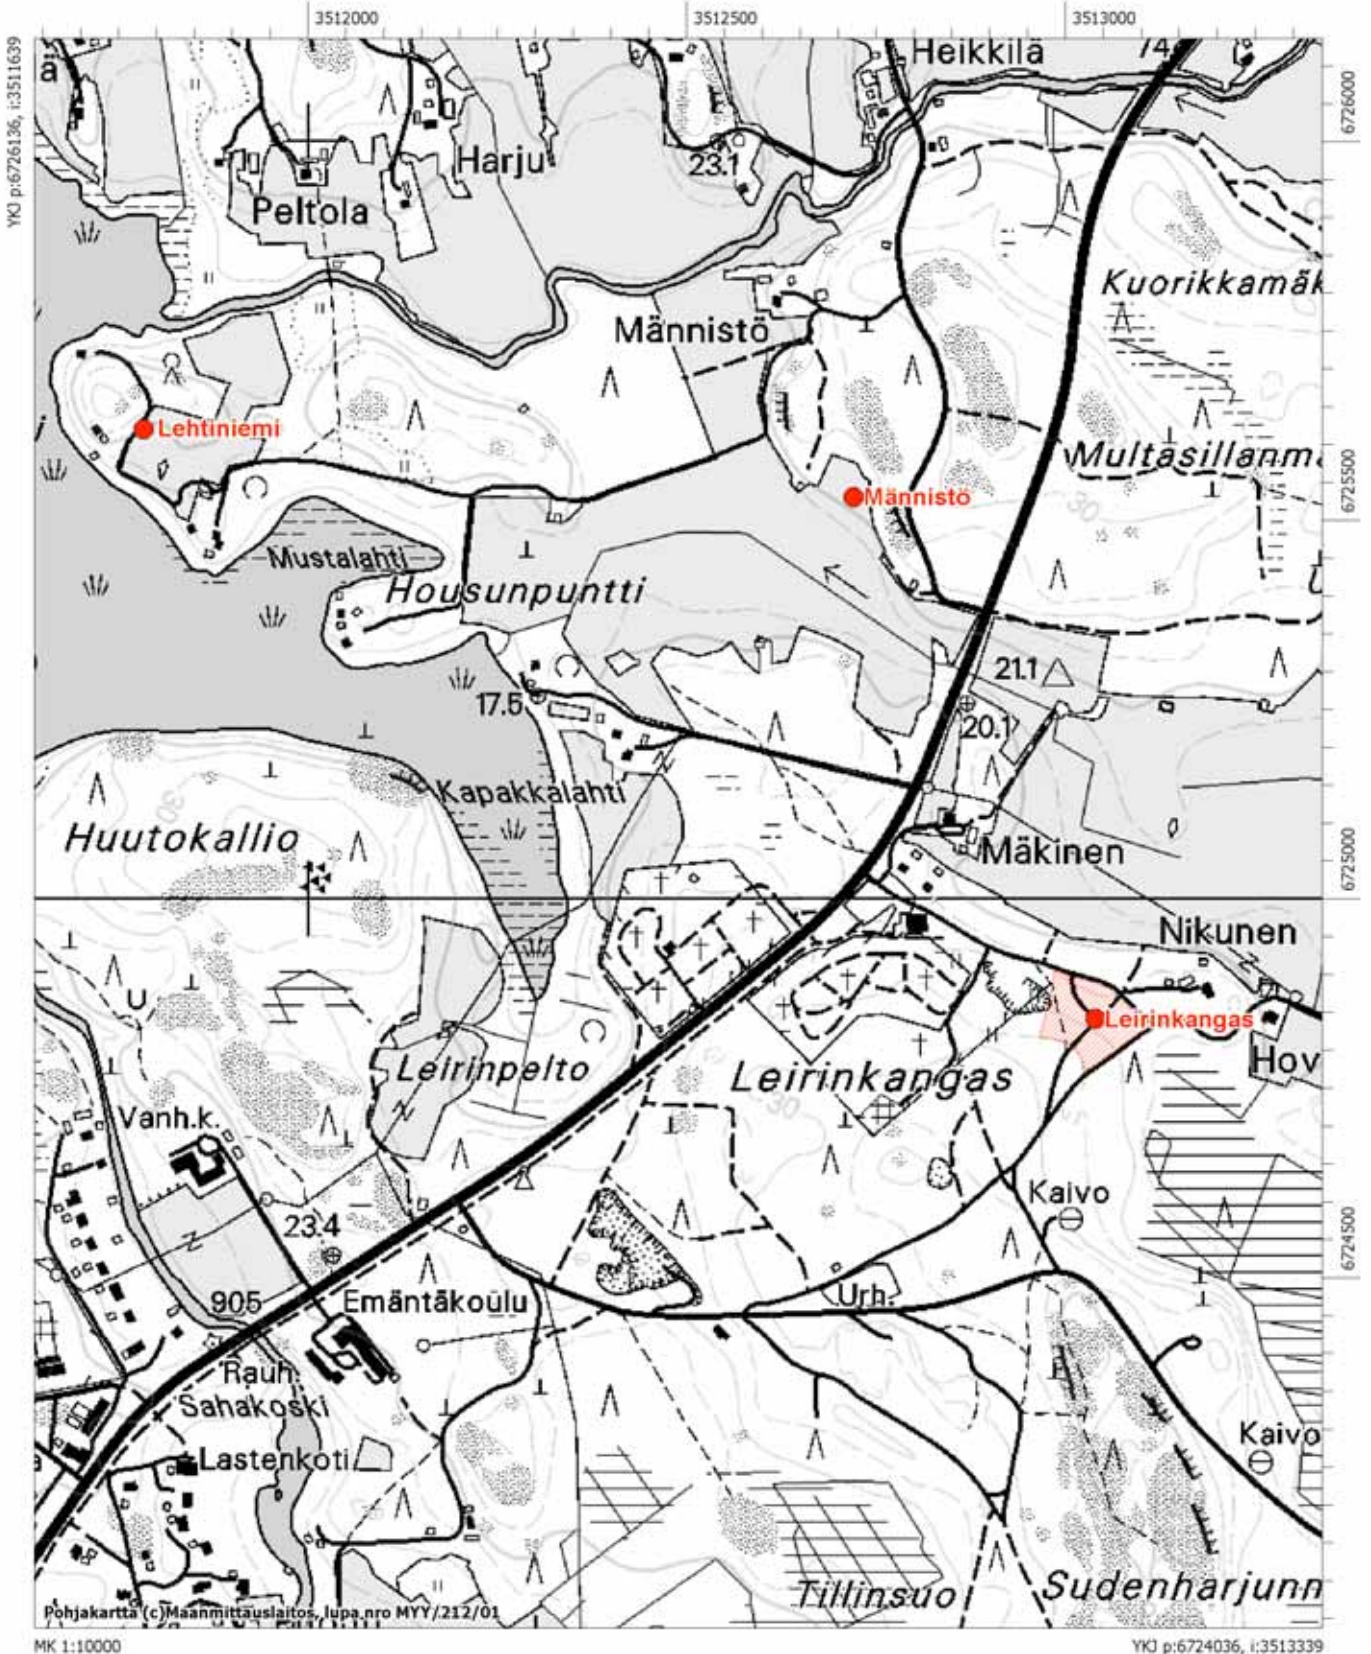 3512000
3512500
3513000
YKJ p:6726136, i:3511639
6726000
Heikkilä
ä
23.1
Harju
Peltola
Kuorikkamäk
Männistö
Lehtiniemi
Multasillanm
6725500
Männistö
Mustalahti
Housunpuntti
21.1
17.5
20.1
Kapakkalahti
30
Huutokallio
Mäkinen
6725000
Nikunen
U
Leirinkangas
Leirinpelto
Leirinkangas
Hov
30
Vanh.k.
Kaivo
23.4
6724500
905
Emäntäkoulu
Urh.
Rauh.
Sahakoski
Lastenkoti
Kaivo
Tillinsuo
Sudenharjunn
Pohjakartta (c)Maanmittauslaitos, lupa nro MYY/212/01
MK 1:10000
YKJ p:6724036, i:3513339